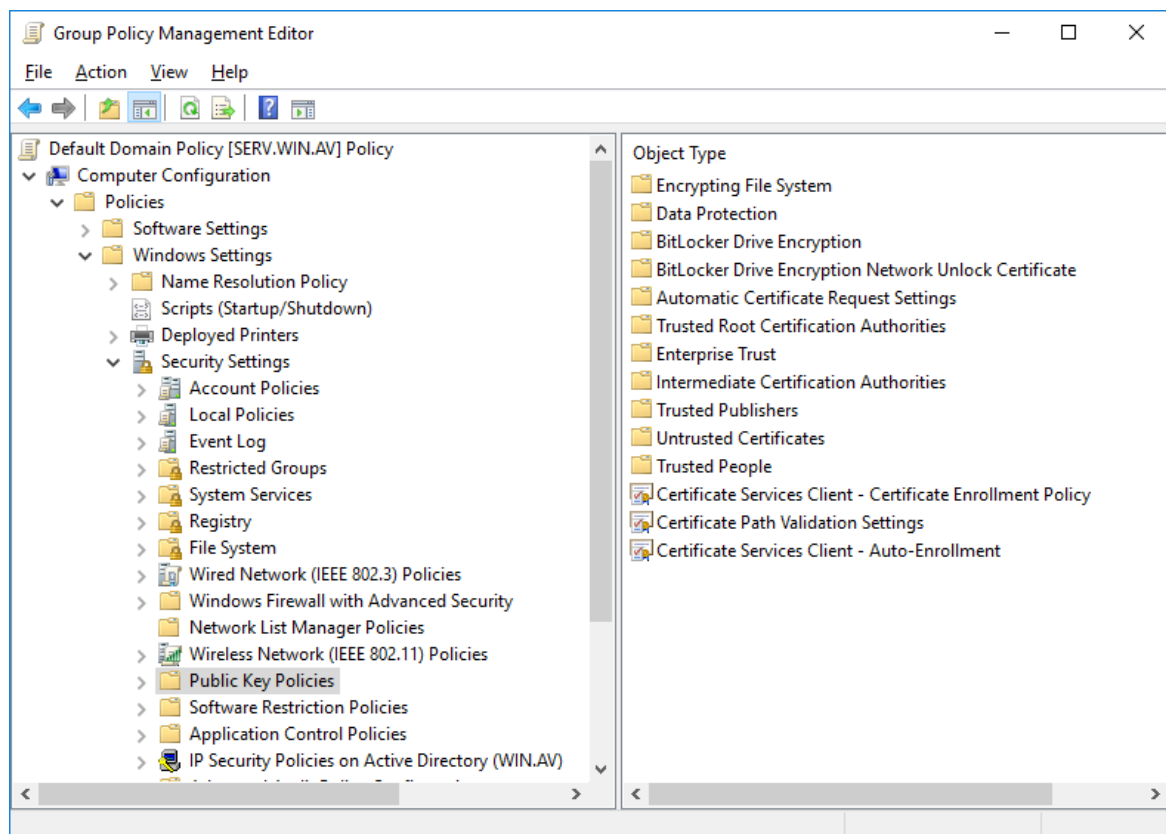 Group Policy Management Editor
File Action View Help
Default Domain Policy [SERV.WIN.AV] Policy
Computer Configuration
Policies
Software Settings
Windows Settings
Name Resolution Policy
Scripts (Startup/Shutdown)
Deployed Printers
Security Settings
Account Policies
Local Policies
Event Log
Restricted Groups
System Services
Registry
File System
Wired Network (IEEE 802.3) Policies
Windows Firewall with Advanced Security
Network List Manager Policies
Wireless Network (IEEE 802.11) Policies
Public Key Policies
Software Restriction Policies
Application Control Policies
IP Security Policies on Active Directory (WIN.AV)
Object Type
Encrypting File System
Data Protection
BitLocker Drive Encryption
BitLocker Drive Encryption Network Unlock Certificate
Automatic Certificate Request Settings
Trusted Root Certification Authorities
Enterprise Trust
Intermediate Certification Authorities
Trusted Publishers
Untrusted Certificates
Trusted People
Certificate Services Client - Certificate Enrollment Policy
Certificate Path Validation Settings
Certificate Services Client - Auto-Enrollment